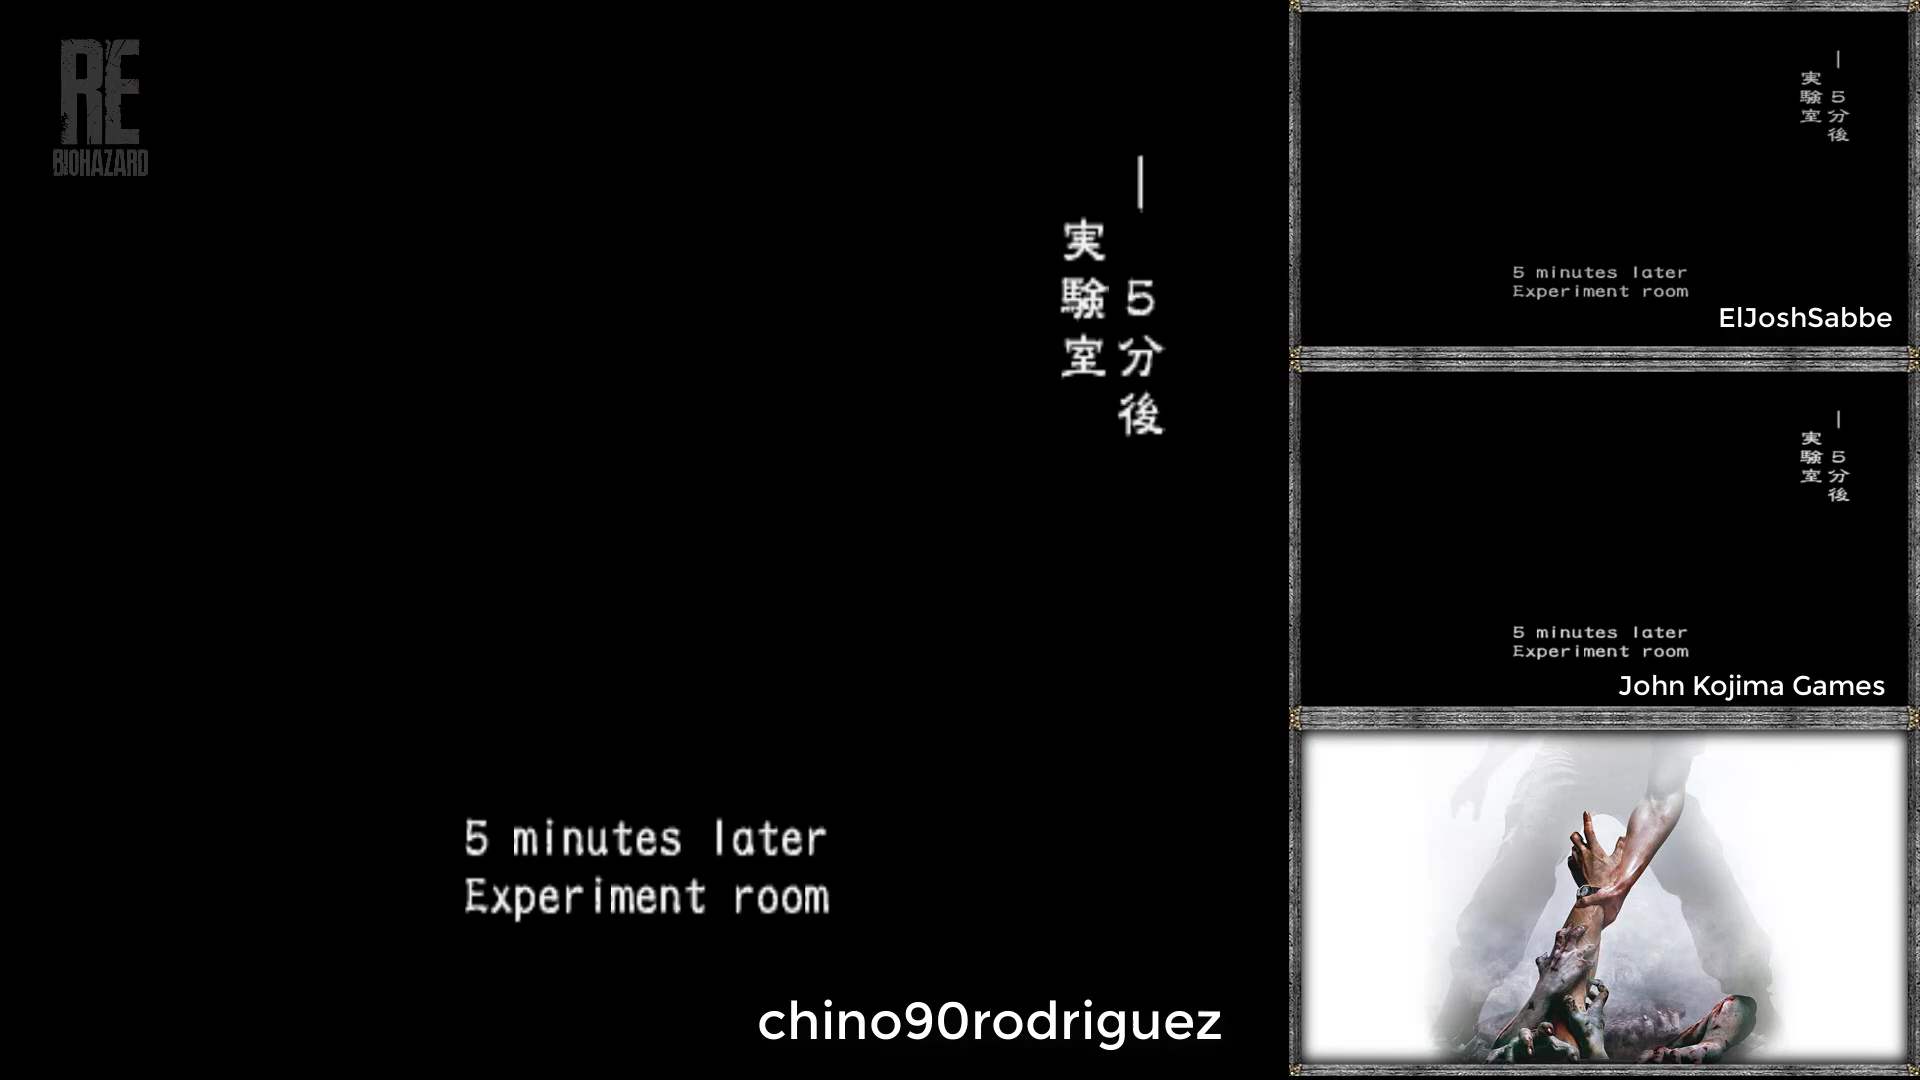 RE
BIOHAZARD
― 5分後
実験室
5 minutes later
Experiment room
chino90rodriguez
― 5分後
実験室
5 minutes later
Experiment room
ElJoshSabbe
― 5分後
実験室
5 minutes later
Experiment room
John Kojima Games